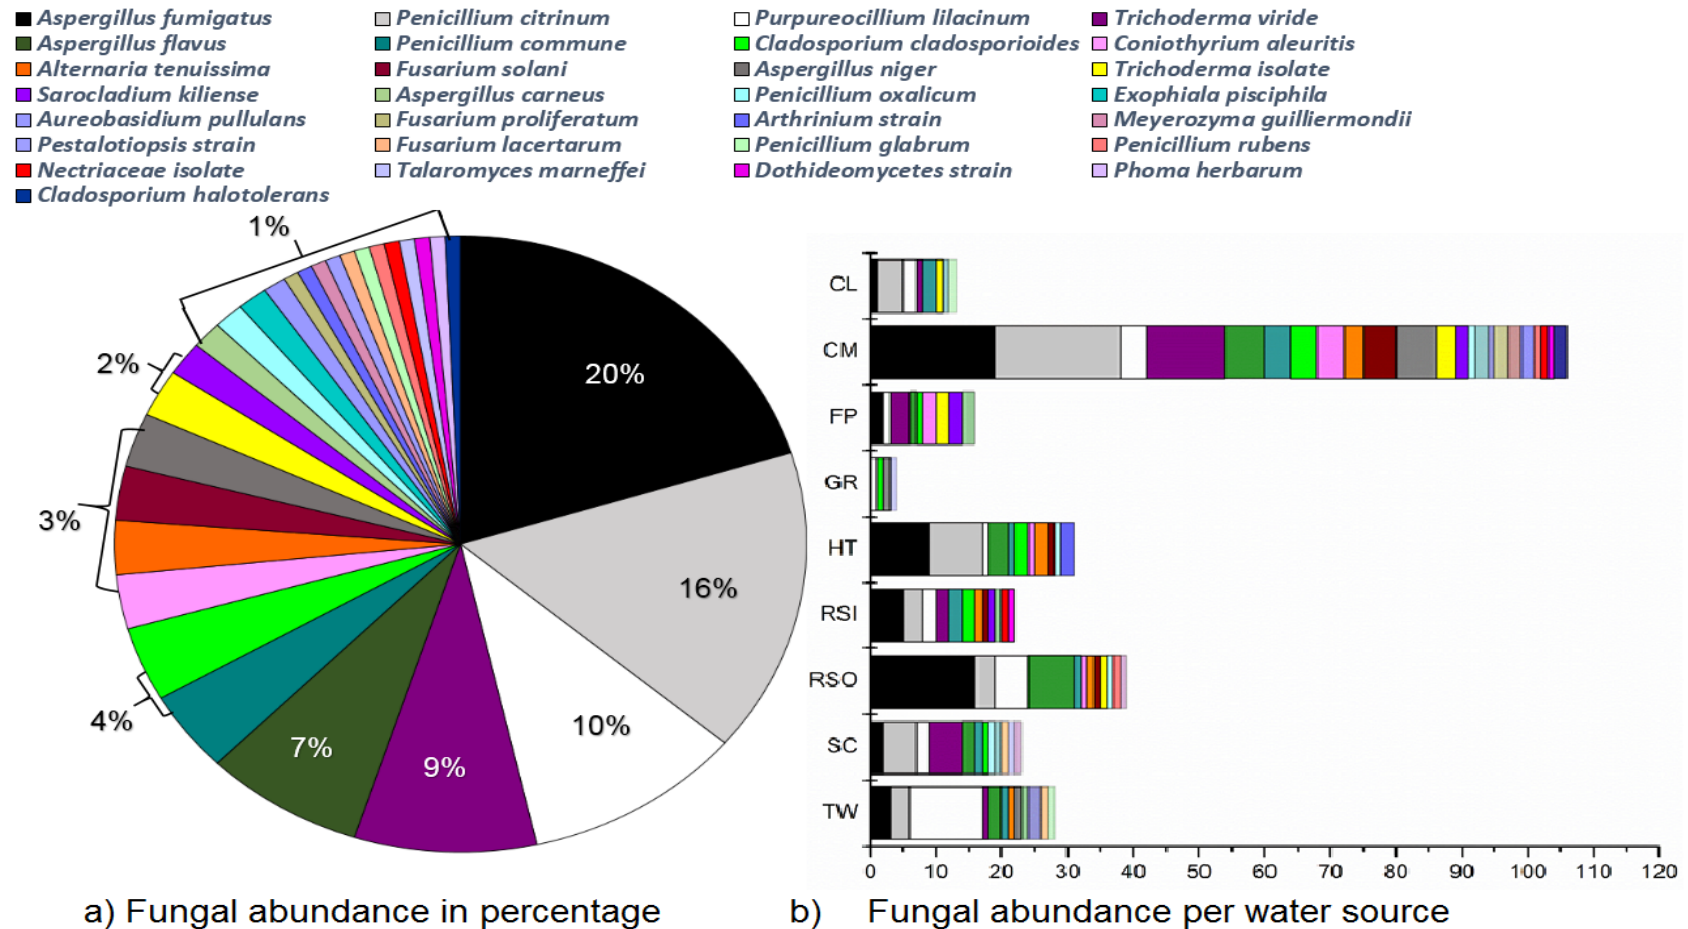 Aspergillus fumigatus Penicillium citrinum Purpureocillium lilacinum Trichoderma viride
Aspergillus flavus Penicillium commune Cladosporium cladosporioides Coniothyrium aleuritis
Alternaria tenuissima Fusarium solani Aspergillus niger Trichoderma isolate
Sarocladium kiliense Aspergillus carneus Penicillium oxalicum Exophiala pisciphila
Aureobasidium pullulans Fusarium proliferatum Arthrinium strain Meyerozyma guilliermondii
Pestalotiopsis strain Fusarium lacertarum Penicillium glabrum Penicillium rubens
Nectriaceae isolate Talaromyces marneffei Dothideomycetes strain Phoma herbarum
Cladosporium halotolerans
1%
2%
3%
4%
7%
9%
10%
16%
20%
CL
CM
FP
GR
HT
RSI
RSO
SC
TW
0 10 20 30 40 50 60 70 80 90 100 110 120
a) Fungal abundance in percentage
b) Fungal abundance per water source